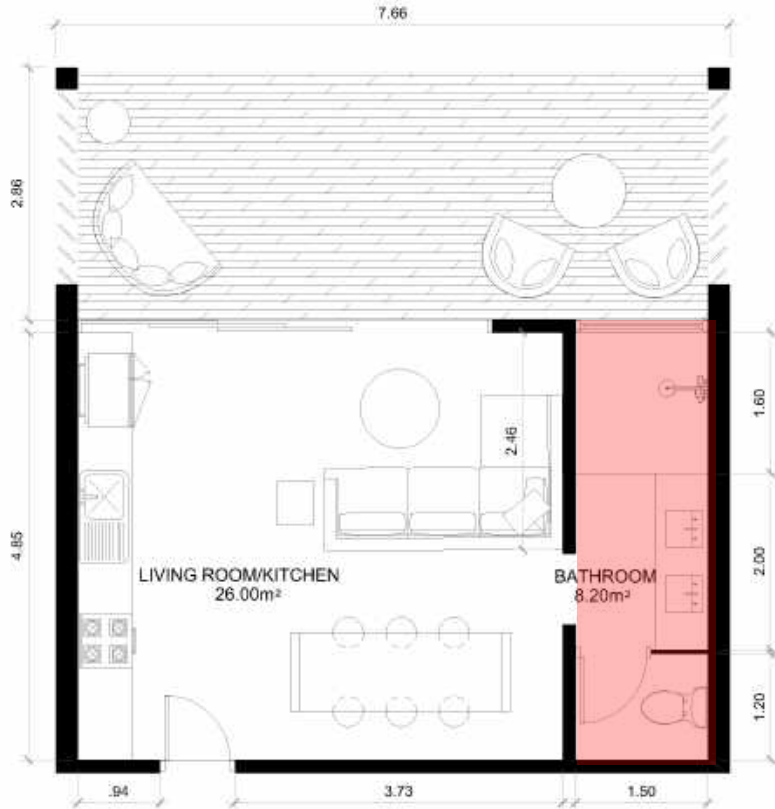 7.66
2.86
4.85
2.46
1.60
2.00
1.20
LIVING ROOM/KITCHEN
26.00m²
BATHROOM
8.20m²
.94
3.73
1.50